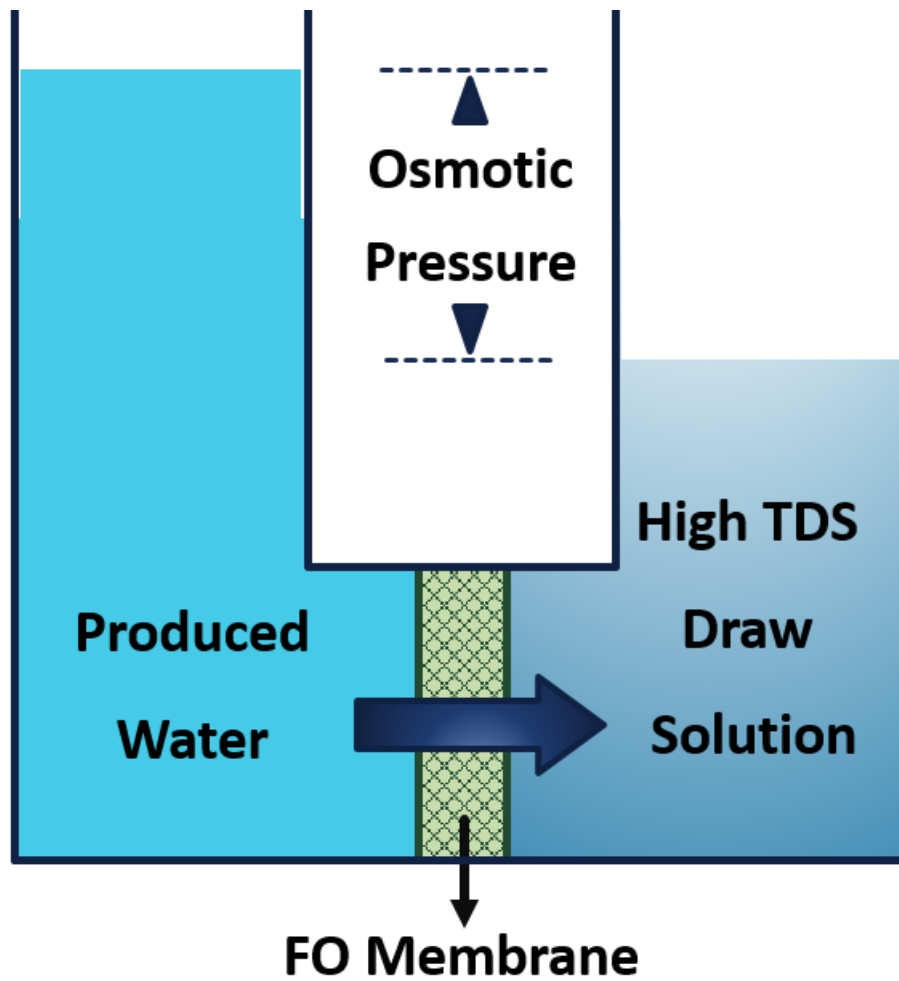 Osmotic
Pressure
High TDS
Draw
Solution
Produced
Water
FO Membrane